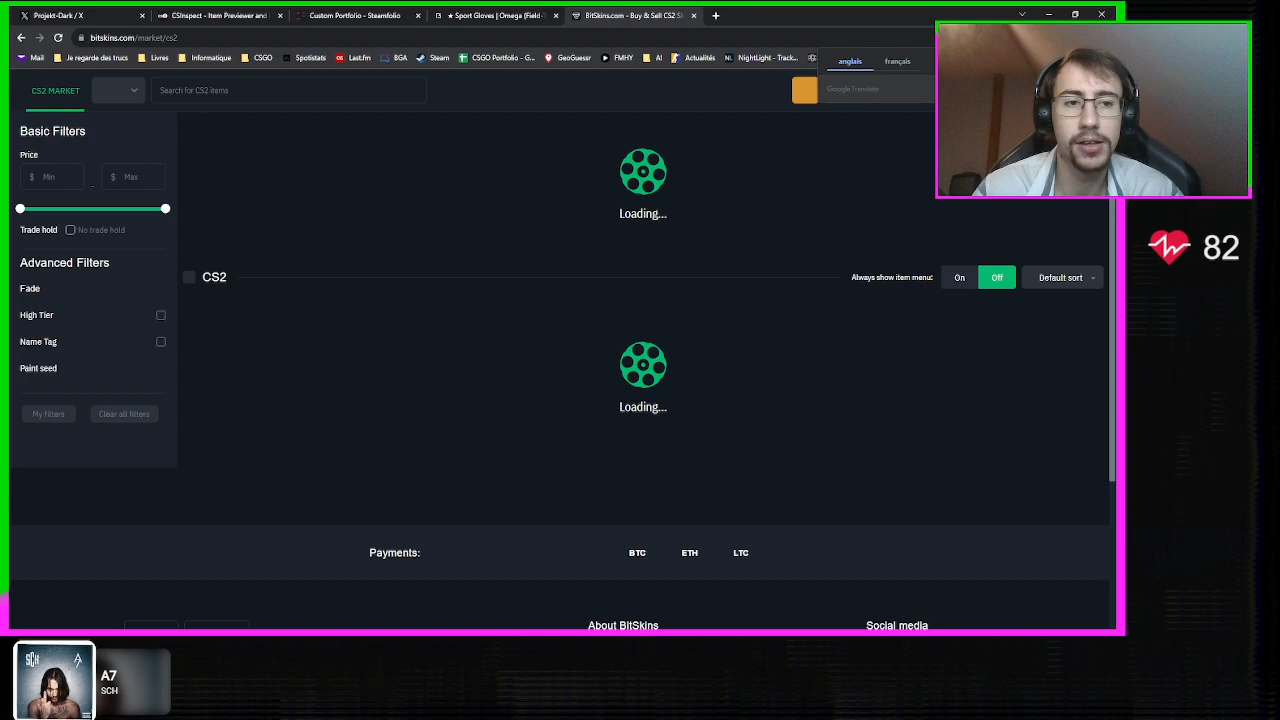 Projekt-Dark / X
CSInspect - Item Previewer and
Custom Portfolio - Steamfolio
★ Sport Gloves | Omega (Field-
BitSkins.com - Buy & Sell CS2 S
bitskins.com/market/cs2
Mail
Je regarde des trucs
Livres
Informatique
CSGO
Spotistats
Last.fm
BGA
Steam
CSGO Portfolio - G...
GeoGuessr
FMHY
AI
Actualités
NightLight - Track...
anglais
français
Google Translate
CS2 MARKET
Search for CS2 items
Basic Filters
Price
$ Min
-
$ Max
Trade hold
No trade hold
Advanced Filters
Fade
High Tier
Name Tag
Paint seed
My filters
Clear all filters
Loading...
CS2
Always show item menu:
On
Off
Default sort
Loading...
Payments:
BTC
ETH
LTC
About BitSkins
Social media
82
SCH
A7
SCH